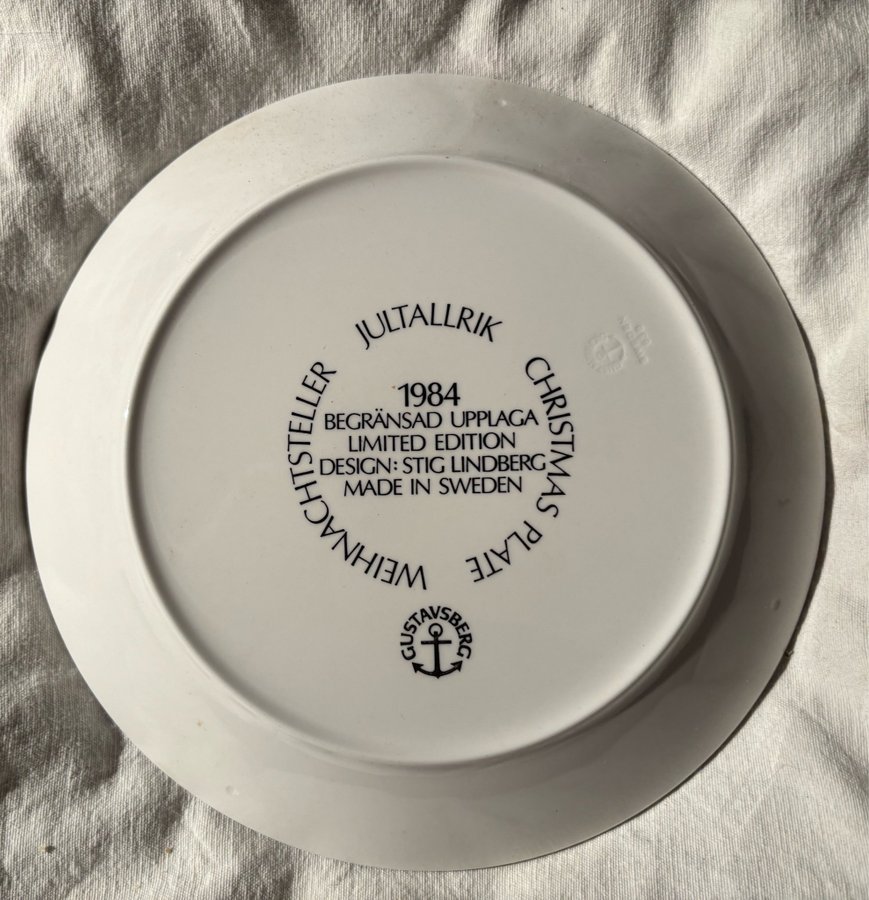 JULTALLRIK
CHRISTMAS PLATE
WEIHNACHTSTELLER
1984
BEGRÄNSAD UPPLAGA
LIMITED EDITION
DESIGN: STIG LINDBERG
MADE IN SWEDEN
GUSTAVSBERG